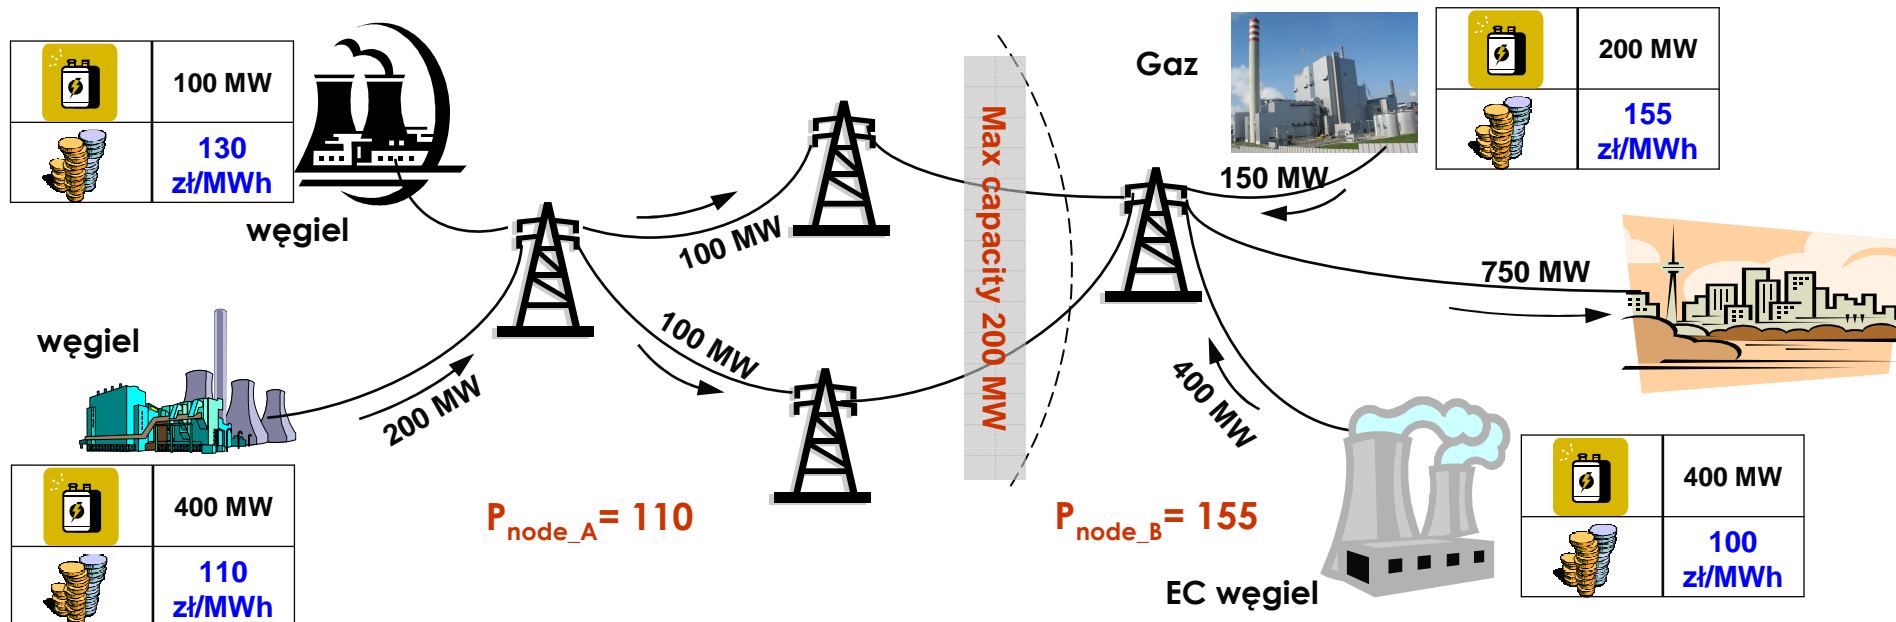 100 MW
130
zł/MWh
węgiel
węgiel
200 MW
400 MW
110
zł/MWh
100 MW
100 MW
P node_A = 110
Max capacity 200 MW
Gaz
200 MW
155
zł/MWh
150 MW
750 MW
400 MW
P node_B = 155
EC węgiel
400 MW
100
zł/MWh